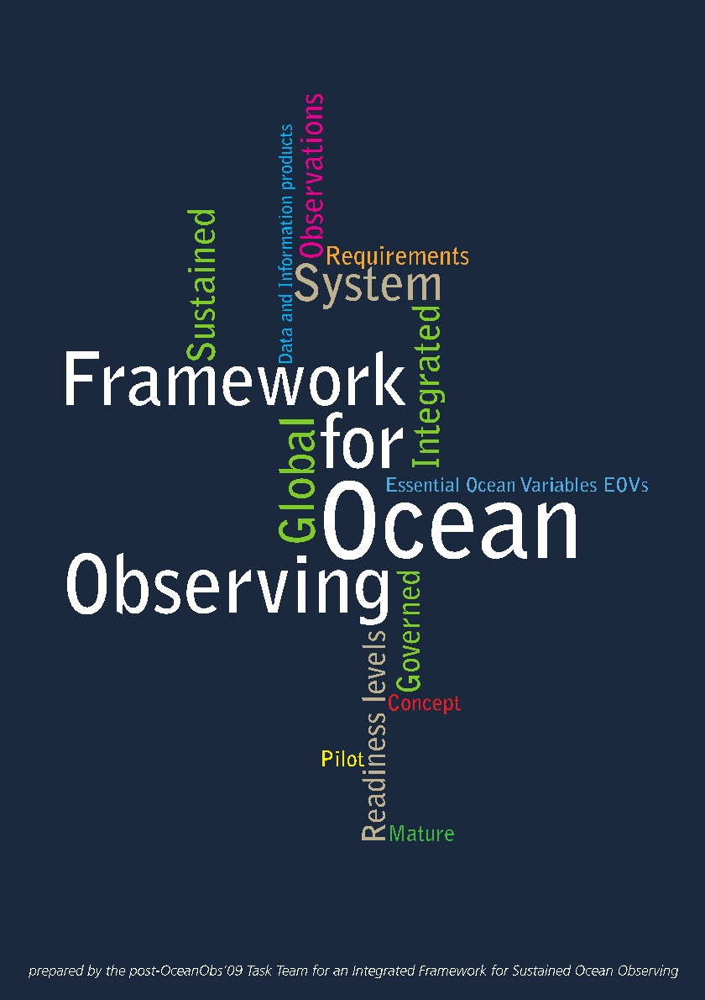 Observations
Data and Information products
Sustained
Requirements
System
Integrated
Framework
for
Global
Essential Ocean Variables EOVs
Ocean
Observing
Governed
Readiness levels
Concept
Pilot
Mature
prepared by the post-OceanObs'09 Task Team for an Integrated Framework for Sustained Ocean Observing